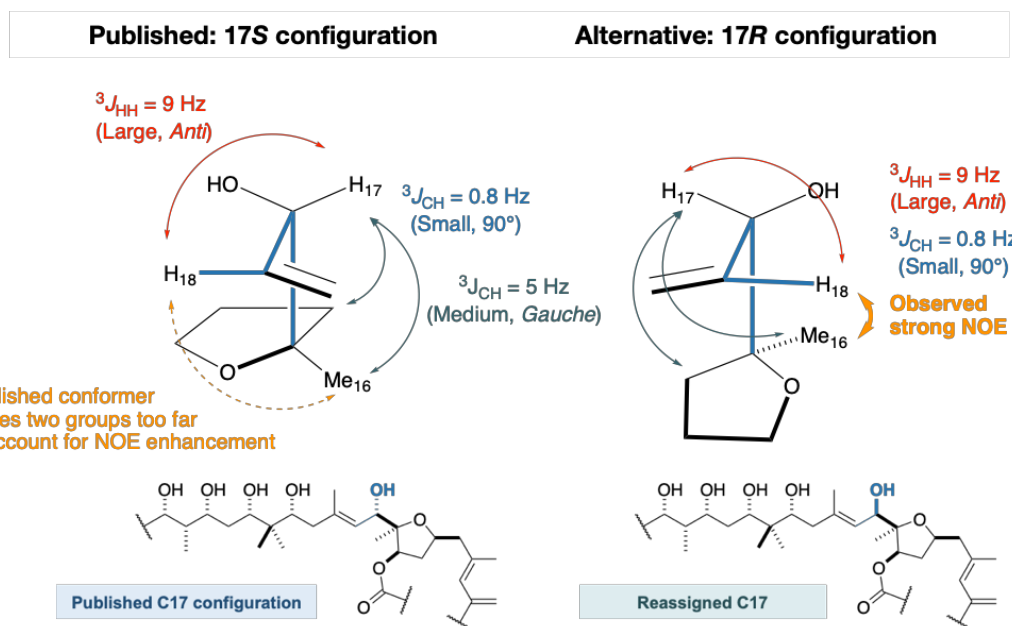 Published: 17S configuration
Alternative: 17R configuration
³JHH = 9 Hz
(Large, Anti)
HO
H17
³JCH = 0.8 Hz
(Small, 90°)
H18
³JCH = 5 Hz
(Medium, Gauche)
O
Me16
lished conformer
es two groups too far
ccount for NOE enhancement
H17
OH
³JHH = 9 Hz
(Large, Anti)
³JCH = 0.8 Hz
(Small, 90°)
H18
Observed
strong NOE
Me16
O
OH OH OH OH OH
O
O
O
Published C17 configuration
OH OH OH OH OH
O
O
O
Reassigned C17